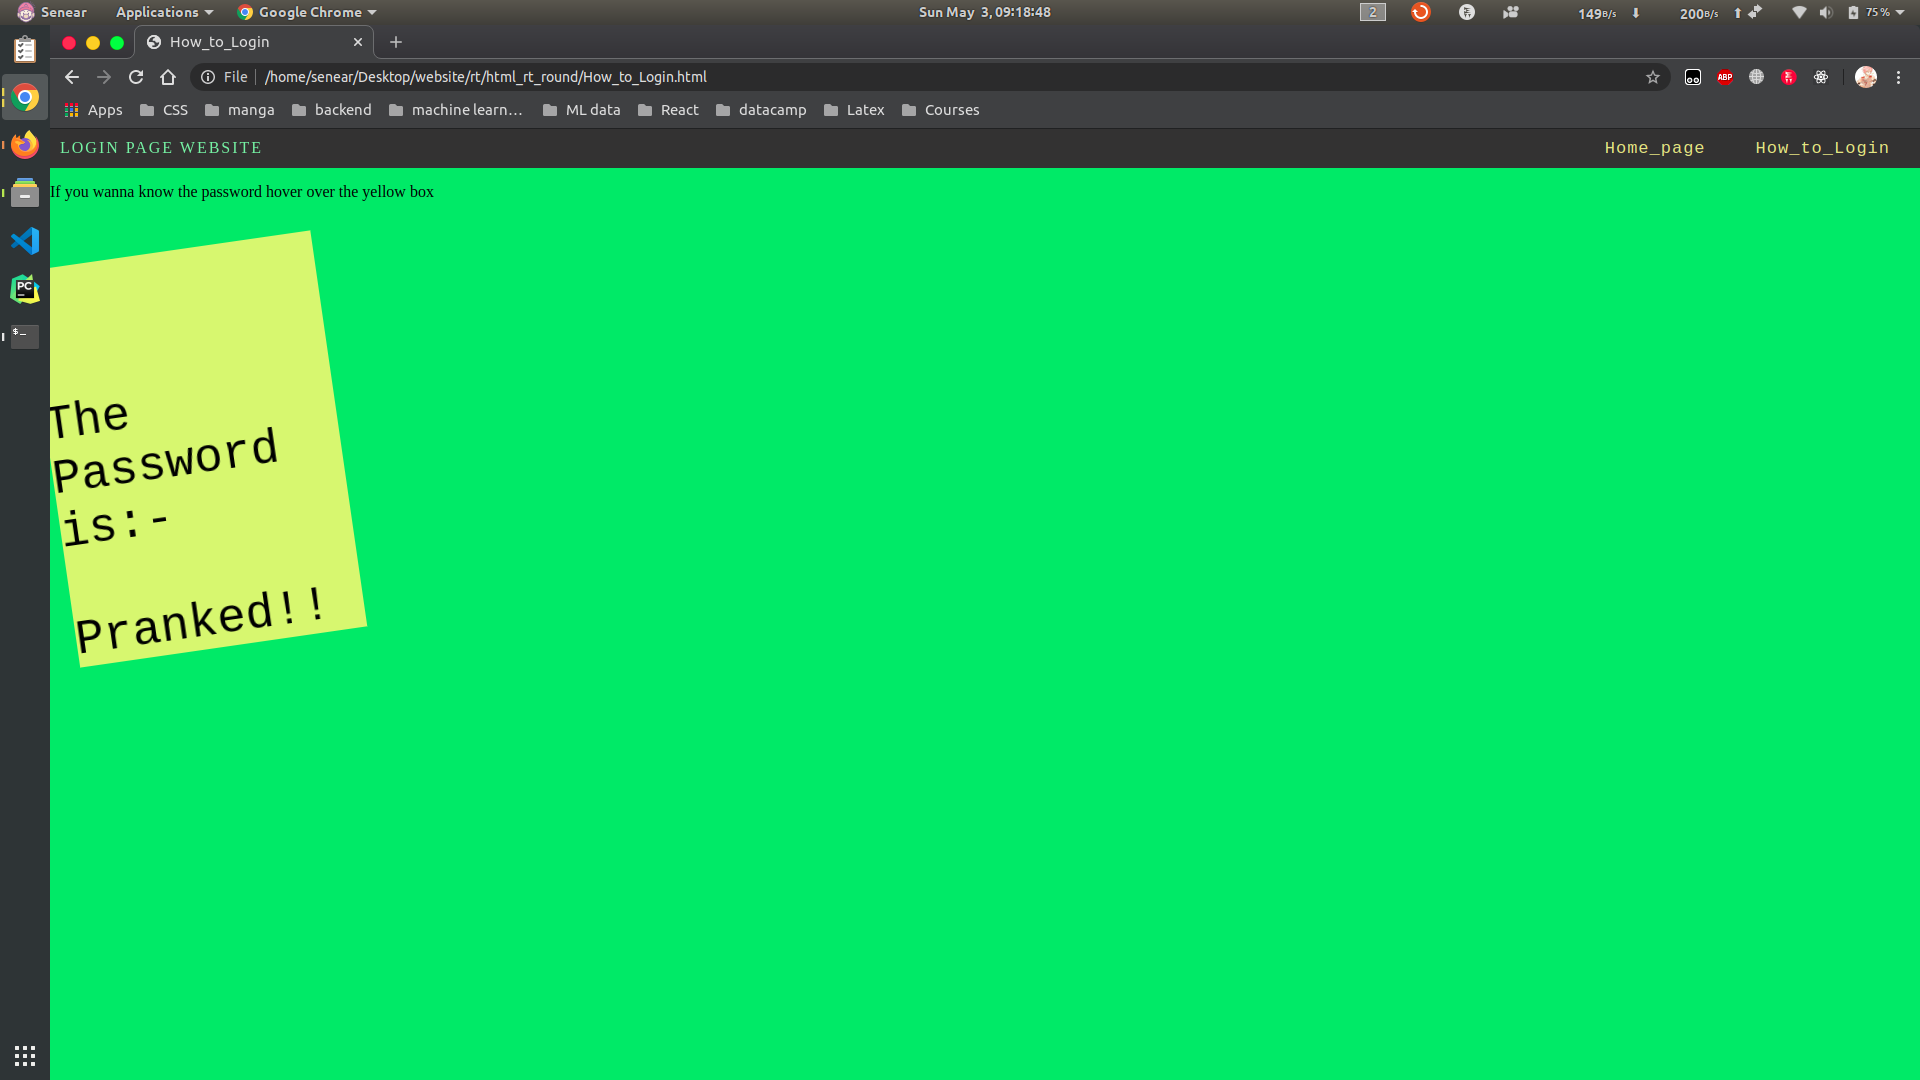 Senear Applications Google Chrome Sun May 3, 09:18:48 2 149B/s 200B/s 75 %
How_to_Login
File /home/senear/Desktop/website/rt/html_rt_round/How_to_Login.html ABP
Apps CSS manga backend machine learn… ML data React datacamp Latex Courses
LOGIN PAGE WEBSITE Home_page How_to_Login
If you wanna know the password hover over the yellow box
PC
$_
The
Password
is:-
Pranked!!